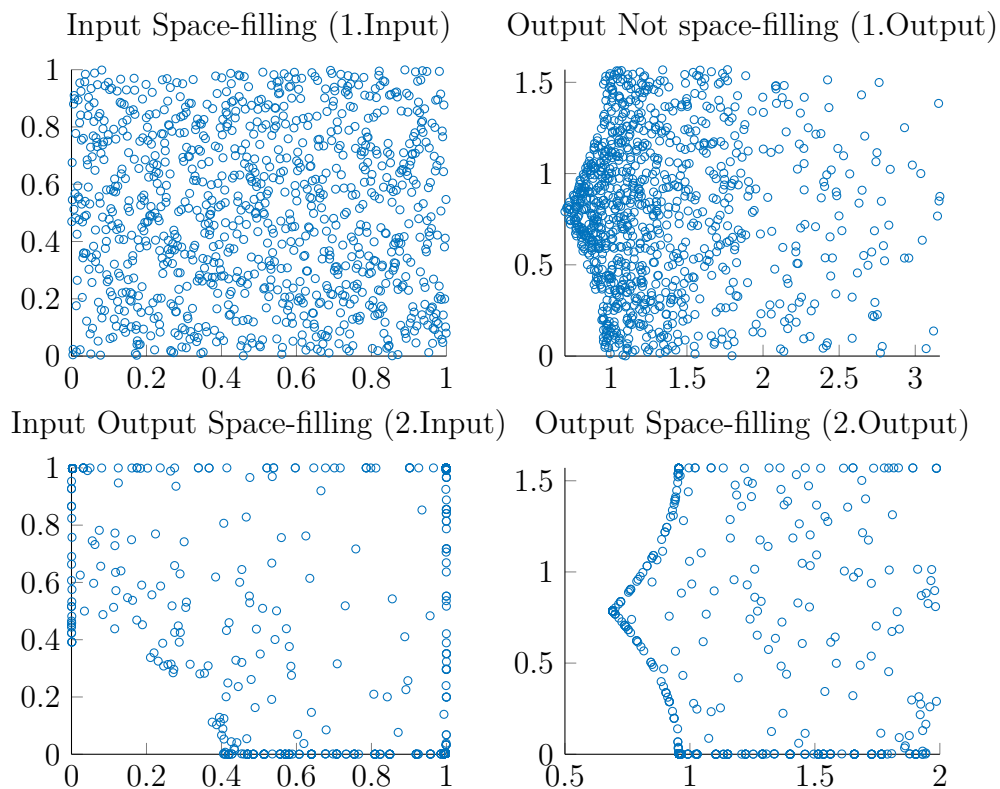 Input Space-filling (1.Input)
1
0.8
0.6
0.4
0.2
0
0 0.2 0.4 0.6 0.8 1
Output Not space-filling (1.Output)
1.5
1
0.5
0
1 1.5 2 2.5 3
Input Output Space-filling (2.Input)
1
0.8
0.6
0.4
0.2
0
0 0.2 0.4 0.6 0.8 1
Output Space-filling (2.Output)
1.5
1
0.5
0
0.5 1 1.5 2